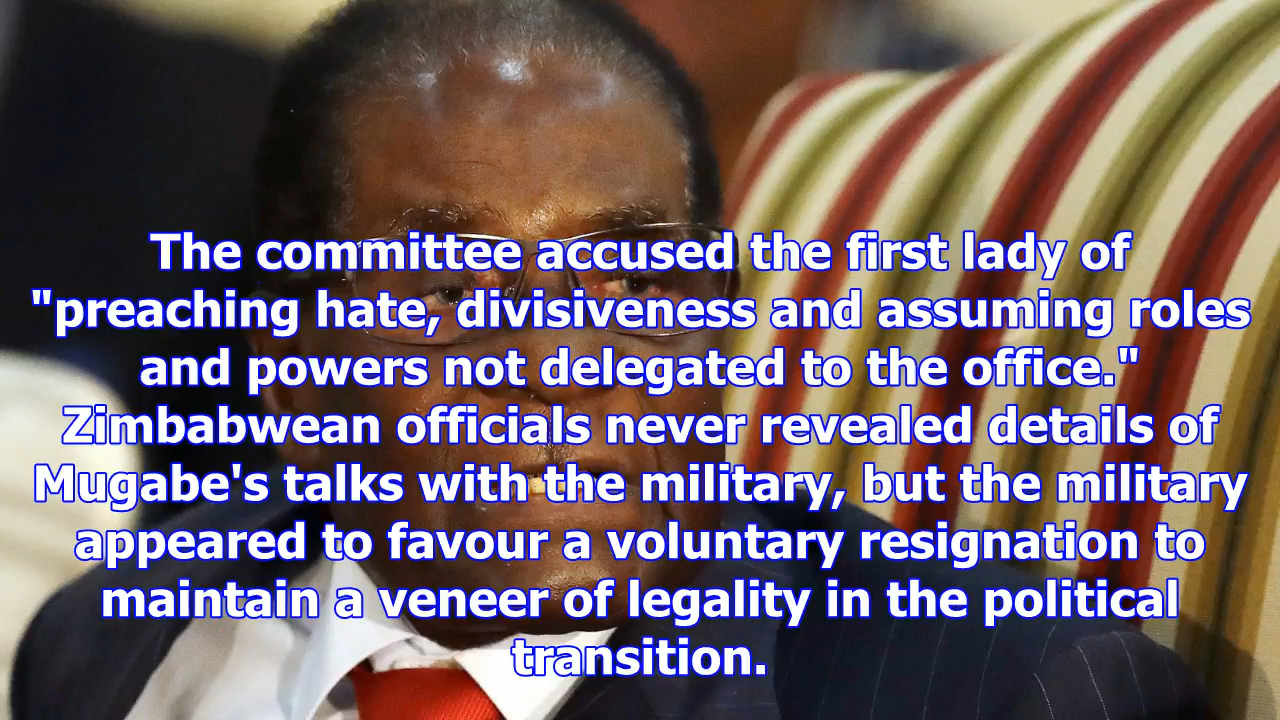 The committee accused the first lady of
"preaching hate, divisiveness and assuming roles
and powers not delegated to the office."
Zimbabwean officials never revealed details of
Mugabe's talks with the military, but the military
appeared to favour a voluntary resignation to
maintain a veneer of legality in the political
transition.